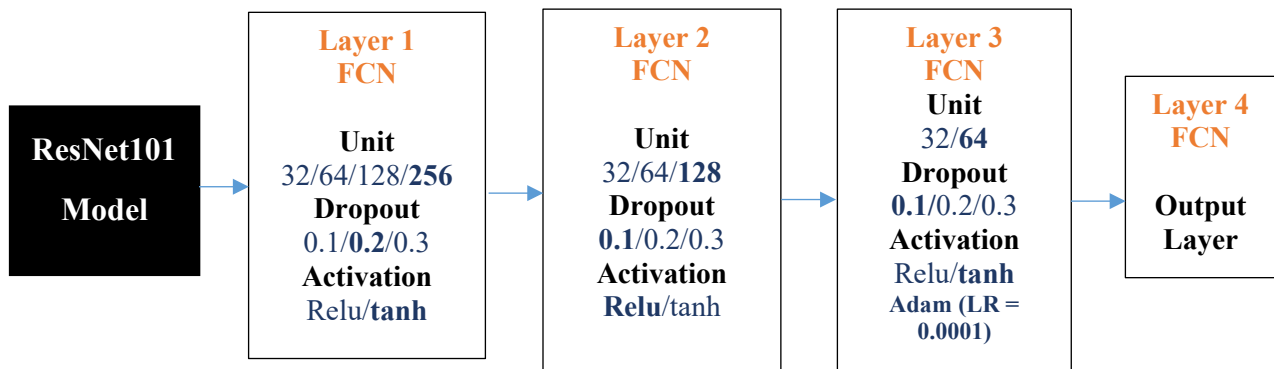 ResNet101
Model
Layer 1
FCN
Unit
32/64/128/256
Dropout
0.1/0.2/0.3
Activation
Relu/tanh
Layer 2
FCN
Unit
32/64/128
Dropout
0.1/0.2/0.3
Activation
Relu/tanh
Layer 3
FCN
Unit
32/64
Dropout
0.1/0.2/0.3
Activation
Relu/tanh
Adam (LR =
0.0001)
Layer 4
FCN
Output
Layer